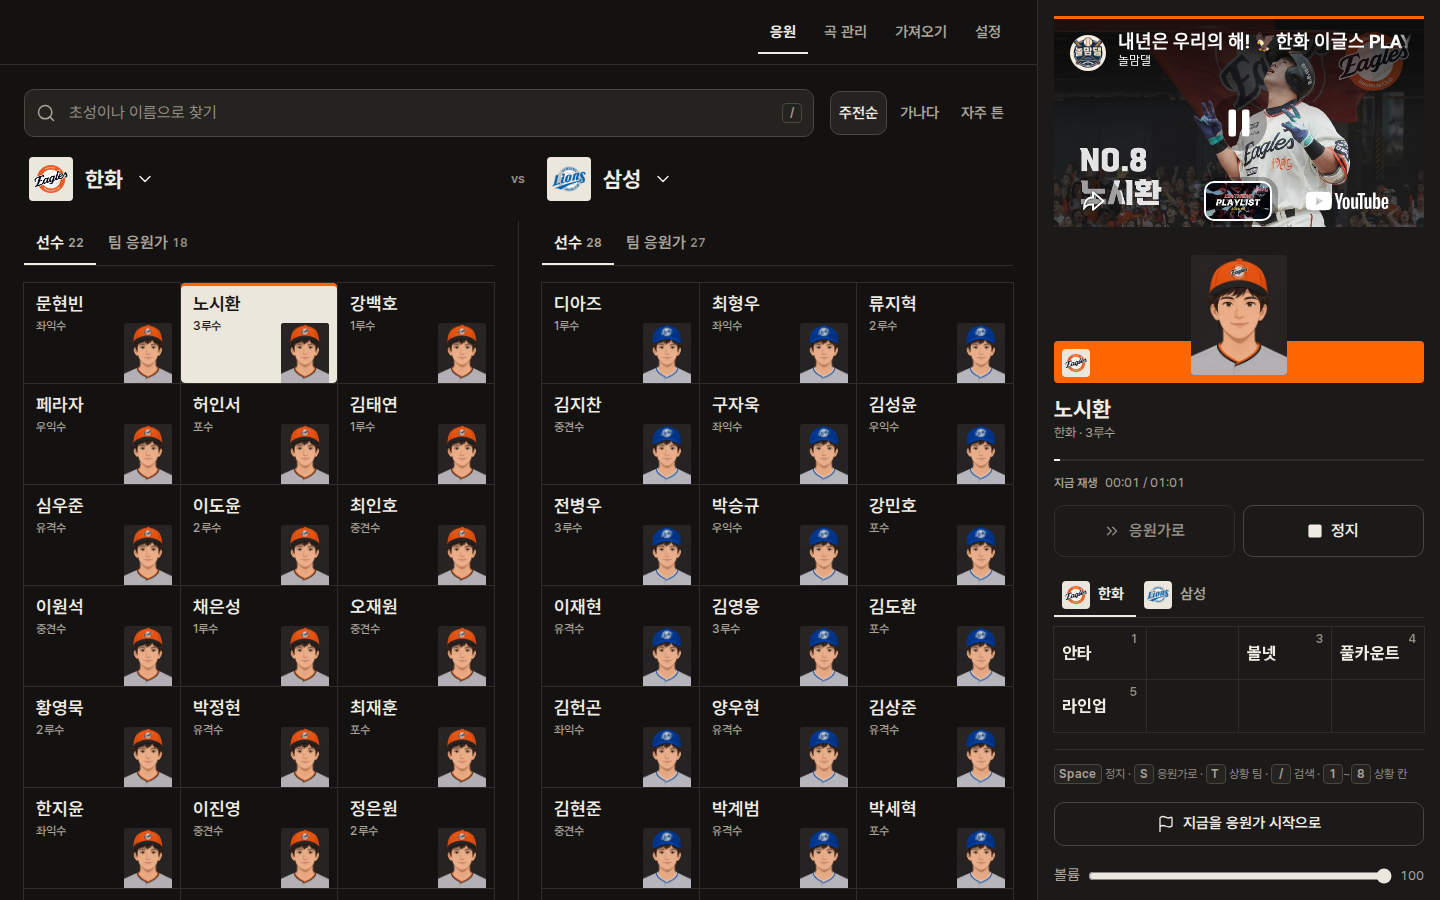 응원 곡 관리 가져오기 설정
초성이나 이름으로 찾기 /
주전순 가나다 자주 튼
Eagles 한화 vs Lions 삼성
선수 22 팀 응원가 18
문현빈 노시환 강백호
좌익수 3루수 1루수
페라자 허인서 김태연
우익수 포수 1루수
심우준 이도윤 최인호
유격수 2루수 중견수
이원석 채은성 오재원
중견수 1루수 중견수
황영묵 박정현 최재훈
2루수 유격수 포수
한지윤 이진영 정은원
좌익수 중견수 2루수
선수 28 팀 응원가 27
디아즈 최형우 류지혁
1루수 좌익수 2루수
김지찬 구자욱 김성윤
중견수 좌익수 우익수
전병우 박승규 강민호
3루수 우익수 포수
이재현 김영웅 김도환
유격수 3루수 포수
김헌곤 양우현 김상준
좌익수 유격수 유격수
김현준 박계범 박세혁
중견수 유격수 포수
내년은 우리의 해! 🦅 한화 이글스 PLAY
놀맘댈
Eagles
NO.8
노시환
PLAYLIST
YouTube
Eagles
노시환
한화 · 3루수
지금 재생 00:01 / 01:01
응원가로 정지
Eagles 한화 Lions 삼성
안타 1
볼넷 3
풀카운트 4
라인업 5
Space 정지 · S 응원가로 · T 상황 팀 · / 검색 · 1 ~ 8 상황 칸
지금을 응원가 시작으로
볼륨 100